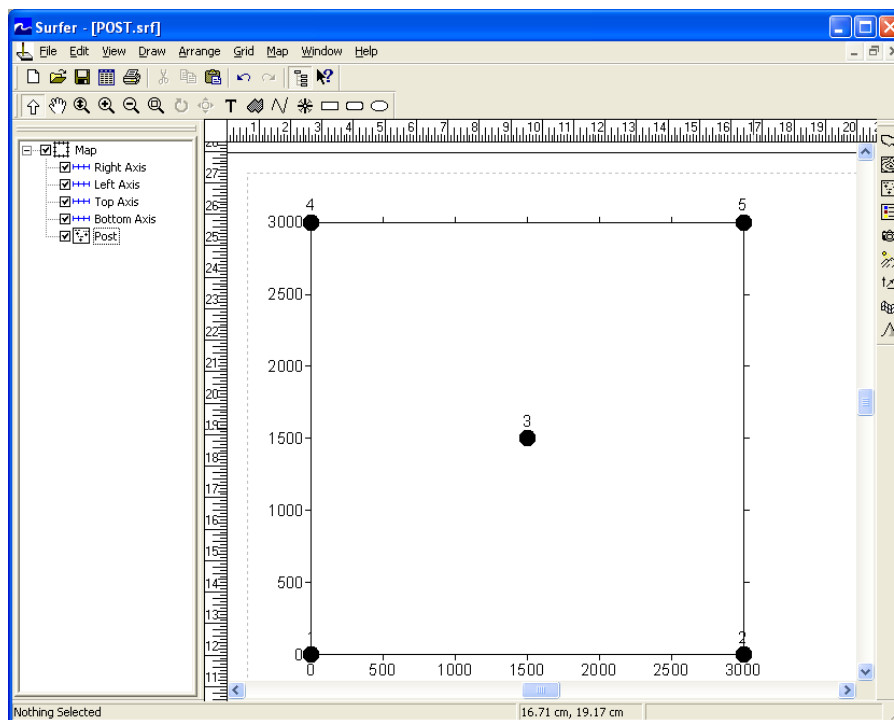 Surfer - [POST.srf]
File Edit View Draw Arrange Grid Map Window Help
T
1 2 3 4 5 6 7 8 9 10 11 12 13 14 15 16 17 18 19 20
Map
Right Axis
Left Axis
Top Axis
Bottom Axis
Post
27
26
25
24
23
22
21
20
19
18
17
16
15
14
13
12
11
4 5
3000
2500
2000
3
1500
1000
500
2
0
0 500 1000 1500 2000 2500 3000
Nothing Selected 16.71 cm, 19.17 cm